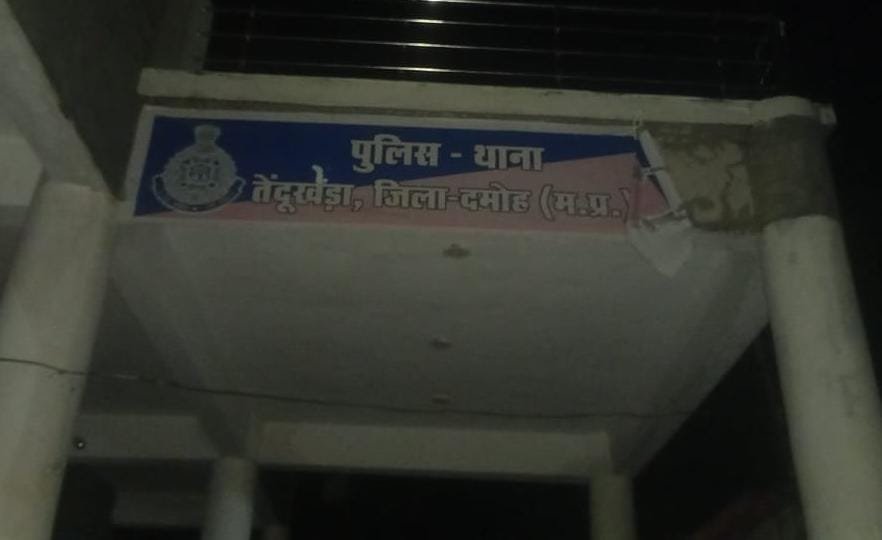 पुलिस - थाना
तेंदूखेड़ा, जिला-दमोह (म.प्र.)